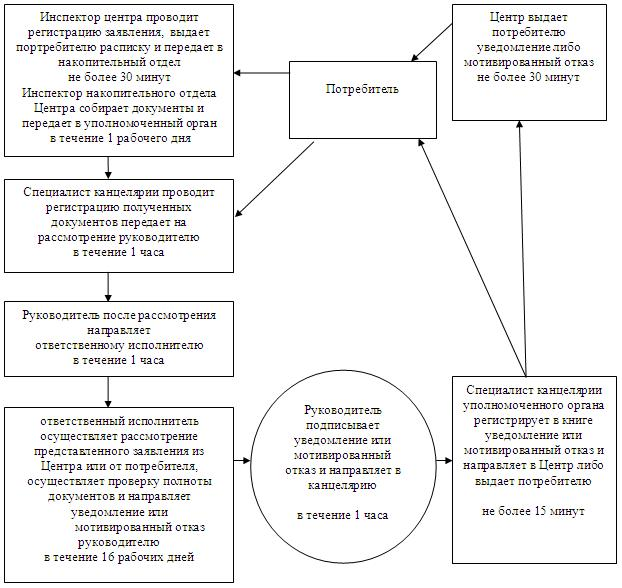 Инспектор центра проводит
регистрацию заявления, выдает
портребителю расписку и передает в
накопительный отдел
не более 30 минут
Инспектор накопительного отдела
Центра собирает документы и
передает в уполномоченный орган
в течение 1 рабочего дня
Потребитель
Центр выдает
потребителю
уведомление либо
мотивированный отказ
не более 30 минут
Специалист канцелярии проводит
регистрацию полученных
документов передает на
рассмотрение руководителю
в течение 1 часа
Руководитель после рассмотрения
направляет
ответственному исполнителю
в течение 1 часа
ответственный исполнитель
осуществляет рассмотрение
представленного заявления из
Центра или от потребителя,
осуществляет проверку полноты
документов и направляет
уведомление или
мотивированный отказ
руководителю
в течение 16 рабочих дней
Руководитель
подписывает
уведомление или
мотивированный
отказ и направляет в
канцелярию
в течение 1 часа
Специалист канцелярии
уполномоченного органа
регистрирует в книге
уведомление или
мотивированный отказ и
направляет в Центр либо
выдает потребителю
не более 15 минут